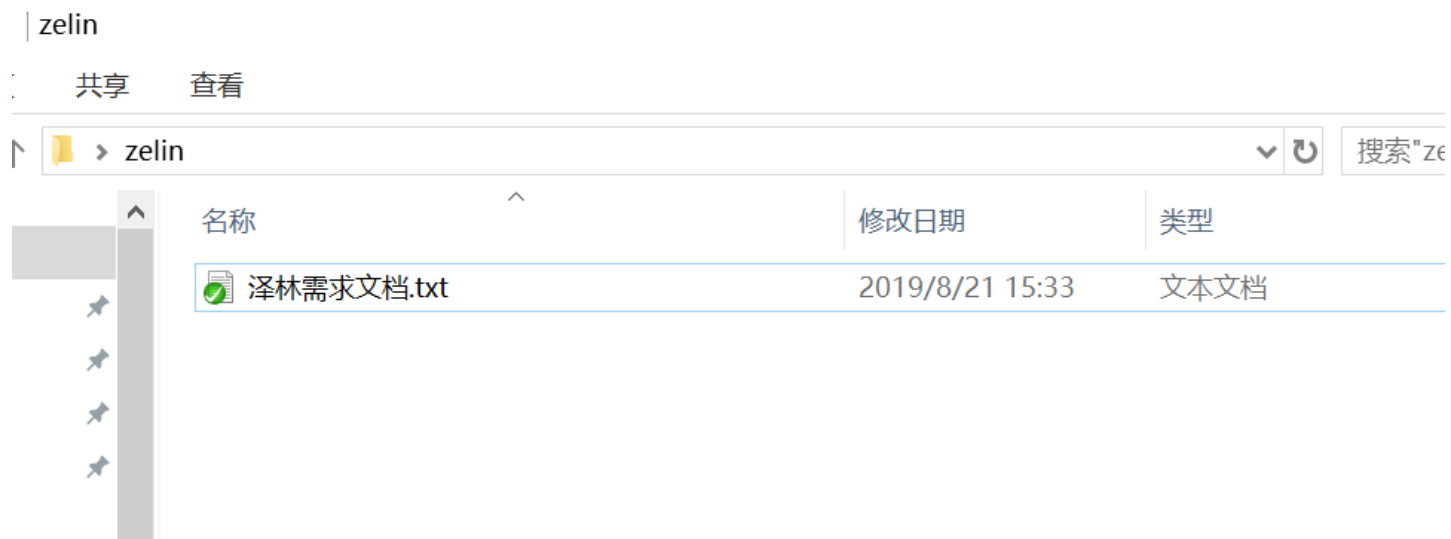 zelin
共享 查看
zelin 搜索"ze
名称 修改日期 类型
泽林需求文档.txt 2019/8/21 15:33 文本文档